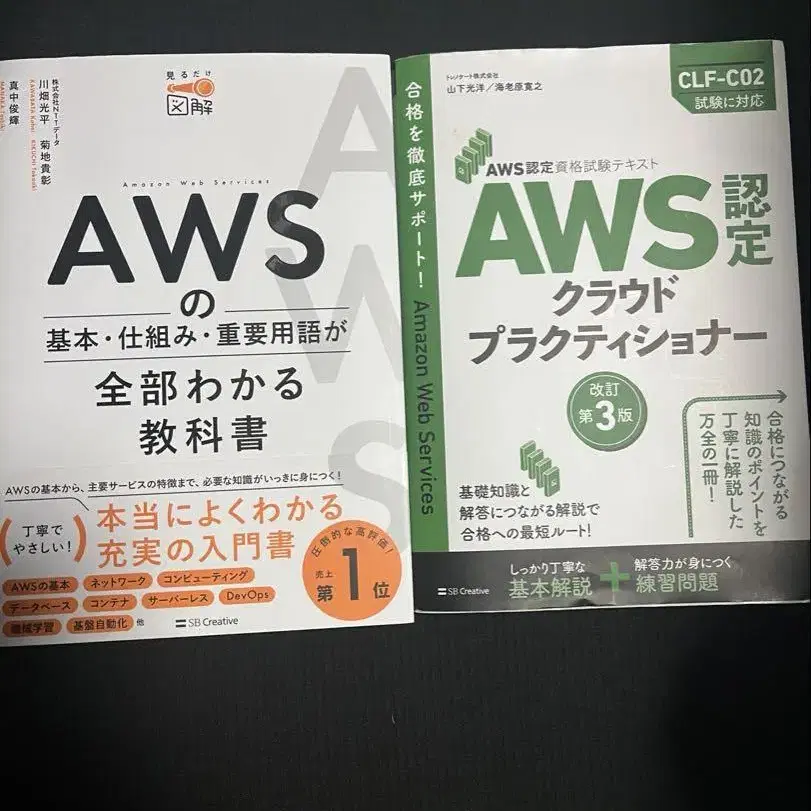 見るだけ
図解
株式会社NTTデータ
川畑光平 菊地貴彰
KAWABATA Kohei KIKUCHI Takaaki
真中俊輝
MANAKA Toshiki
Amazon Web Services
AWS
の
基本・仕組み・重要用語が
全部わかる
教科書
AWSの基本から、主要サービスの特徴まで、必要な知識がいっきに身につく!
丁寧で
やさしい!
本当によくわかる
充実の入門書
圧倒的な高評価!
売上
第1位
AWSの基本 ネットワーク コンピューティング
データベース コンテナ サーバーレス DevOps
機械学習 基盤自動化 他
SB Creative
AWS
合格を徹底サポート! Amazon Web Services
トレノケート株式会社
山下光洋/海老原寛之
CLF-C02
試験に対応
AWS認定資格試験テキスト
AWS認定
クラウド
プラクティショナー
改訂
第3版
合格につながる
知識のポイントを
丁寧に解説した
万全の一冊!
基礎知識と
解答につながる解説で
合格への最短ルート!
しっかり丁寧な
基本解説
+
解答力が身につく
練習問題
SB Creative